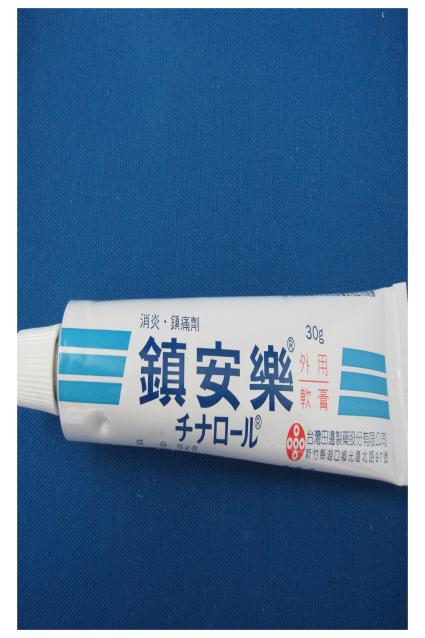 消炎・鎮痛劑
30g
鎮安樂®
外用
軟膏
チナロール®
台灣田邊製藥股份有限公司
新竹縣湖口鄉光復北路97號